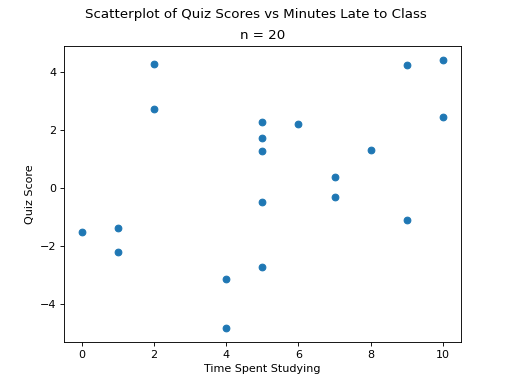 Scatterplot of Quiz Scores vs Minutes Late to Class
n = 20
4
2
0
−2
−4
Quiz Score
0 2 4 6 8 10
Time Spent Studying